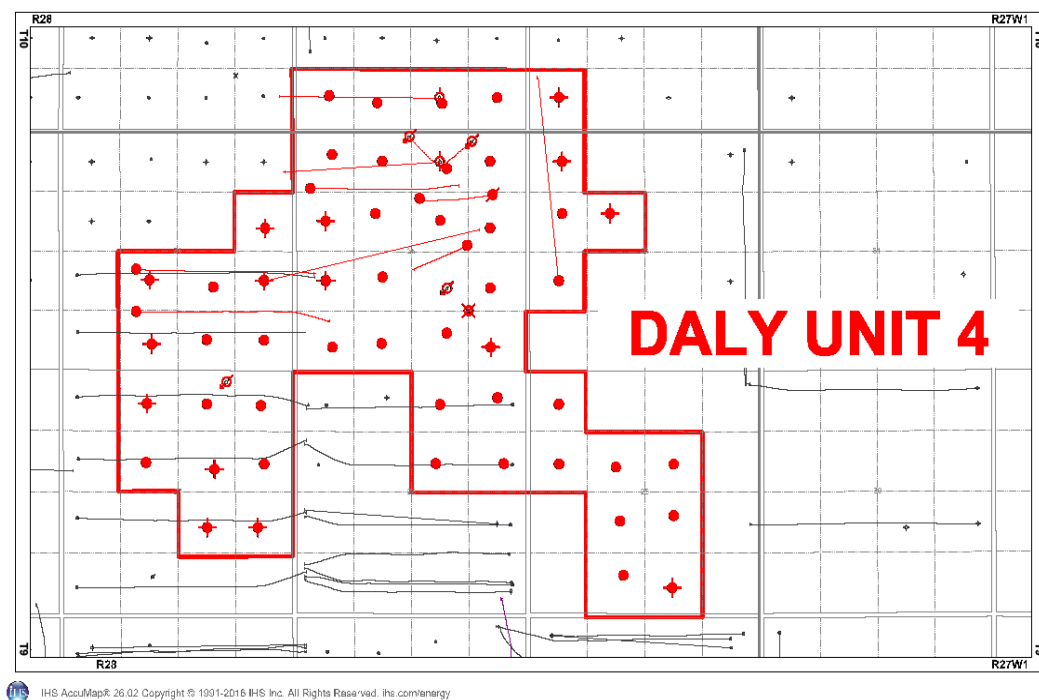 R28 R27W1
T10
DALY UNIT 4
T9
R28 R27W1
IHS IHS AccuMap® 26.02 Copyright © 1991-2016 IHS Inc. All Rights Reserved. ihs.com/energy